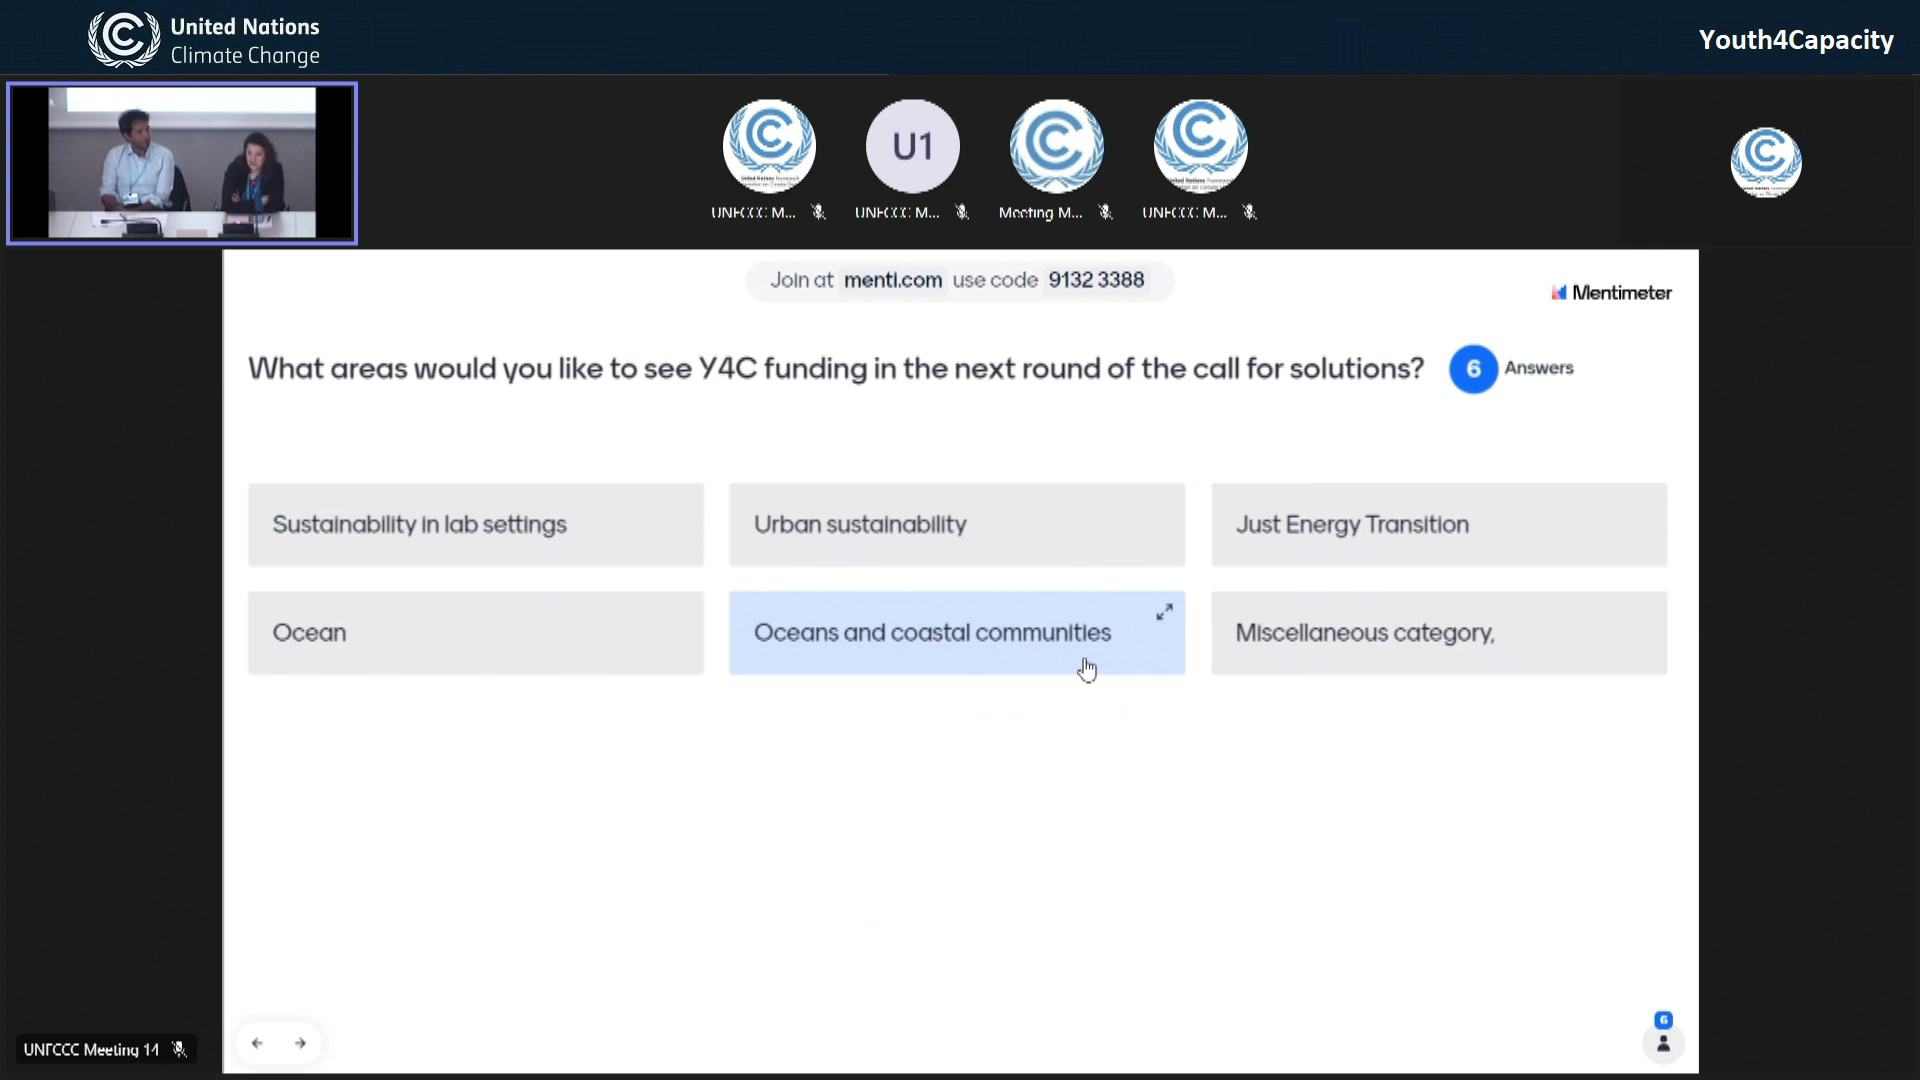 United Nations
Climate Change
Youth4Capacity
U1
UNFCCC M...
UNFCCC M...
Meeting M...
UNFCCC M...
Join at menti.com use code 9132 3388
Mentimeter
What areas would you like to see Y4C funding in the next round of the call for solutions?
6 Answers
Sustainability in lab settings
Urban sustainability
Just Energy Transition
Ocean
Oceans and coastal communities
Miscellaneous category,
6
UNFCCC Meeting 14